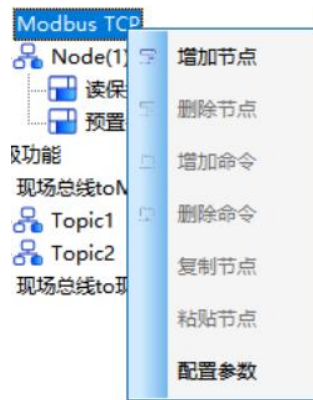 Modbus TCP
Node(1)
读保
预置
及功能
现场总线toM
Topic1
Topic2
现场总线to现
增加节点
删除节点
增加命令
删除命令
复制节点
粘贴节点
配置参数